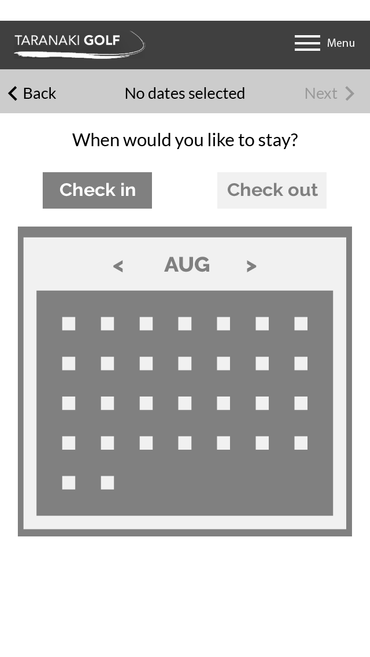 TARANAKI GOLF
Menu
Back
No dates selected
Next
When would you like to stay?
Check in
Check out
< AUG >